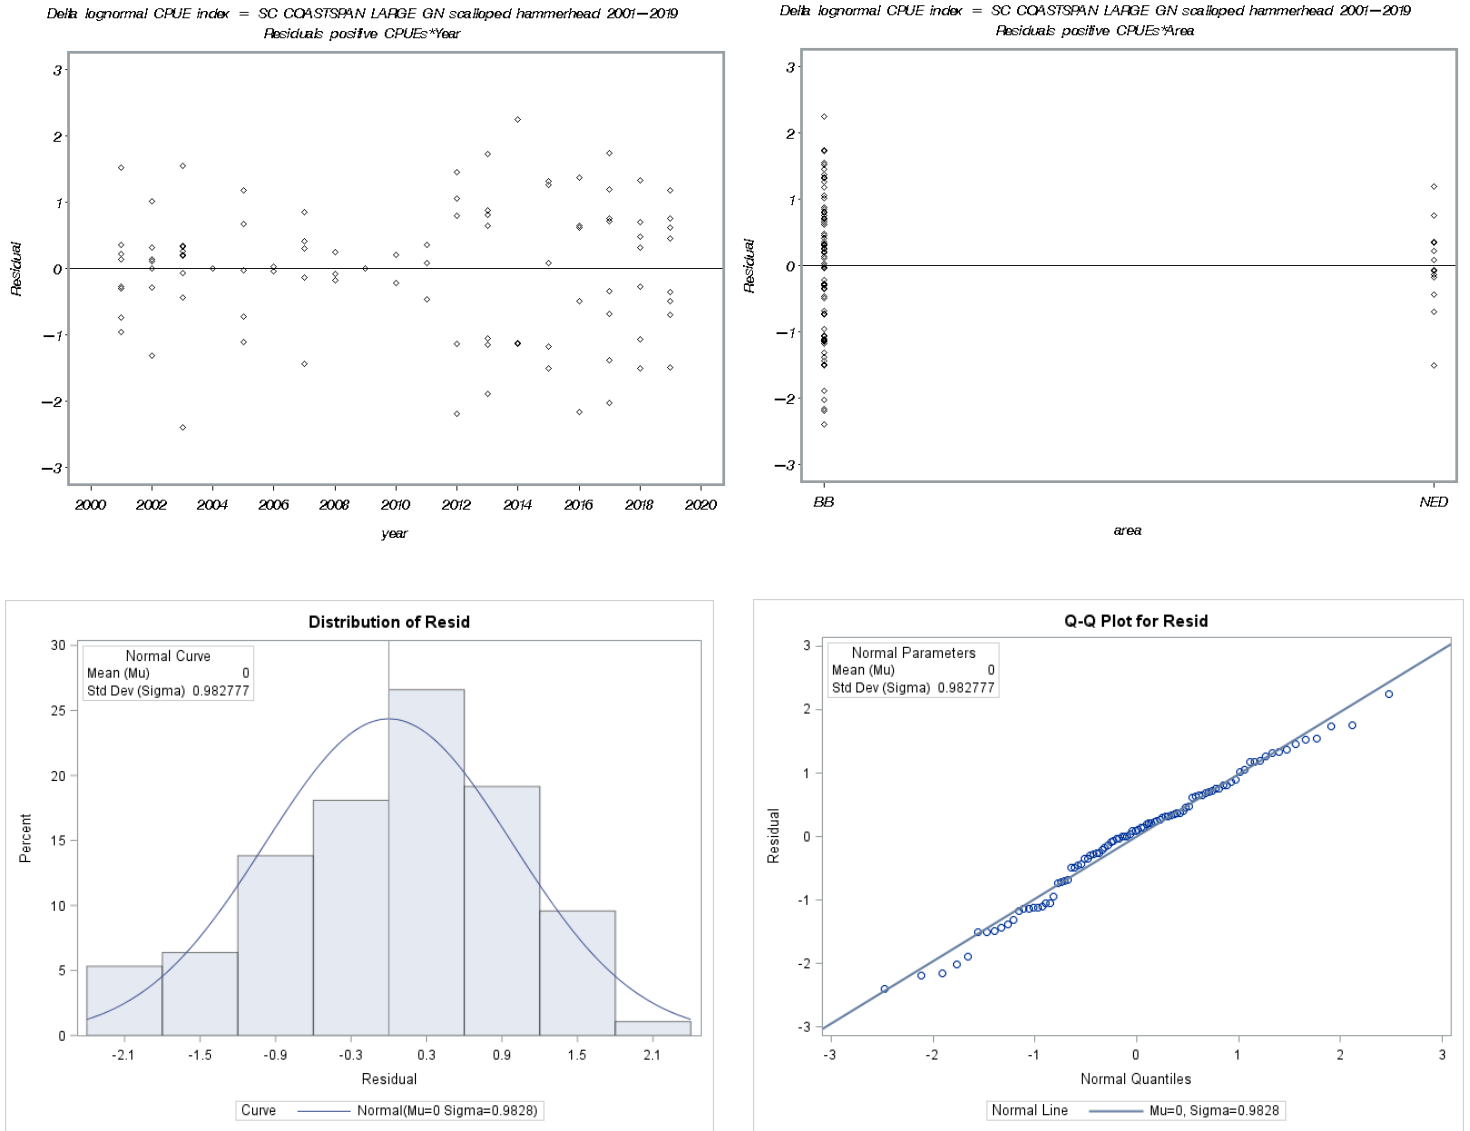 Delta lognormal CPUE index = SC COASTSPAN LARGE GN scalloped hammerhead 2001-2019
Residuals positive CPUEs*Year
3
2
1
0
-1
-2
-3
Residual
2000 2002 2004 2006 2008 2010 2012 2014 2016 2018 2020
year
Delta lognormal CPUE index = SC COASTSPAN LARGE GN scalloped hammerhead 2001-2019
Residuals positive CPUEs*Area
3
2
1
0
-1
-2
-3
Residual
BB NED
area
Distribution of Resid
Normal Curve
Mean (Mu) 0
Std Dev (Sigma) 0.982777
30
25
20
15
10
5
0
Percent
-2.1 -1.5 -0.9 -0.3 0.3 0.9 1.5 2.1
Residual
Curve Normal(Mu=0 Sigma=0.9828)
Q-Q Plot for Resid
Normal Parameters
Mean (Mu) 0
Std Dev (Sigma) 0.982777
3
2
1
0
-1
-2
-3
Residual
-3 -2 -1 0 1 2 3
Normal Quantiles
Normal Line Mu=0, Sigma=0.9828